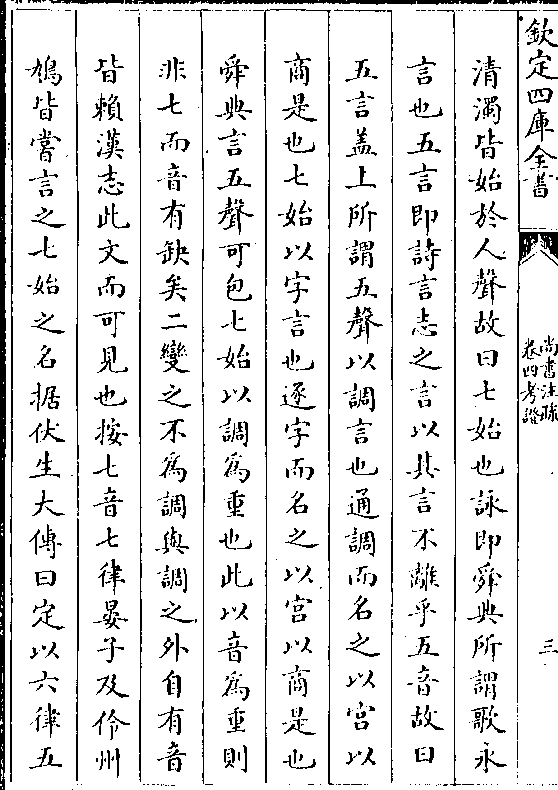 欽定四庫全書
尚書注疏
卷四考證
三
清濁皆始於人聲故曰七始也詠即舜典所謂歌永
言也五言即詩言志之言以其言不離乎五音故曰
五言蓋上所謂五聲以調言也通調而名之以宫以
商是也七始以字言也逐字而名之以宫以商是也
舜典言五聲可包七始以調爲重也此以音爲重則
非七而音有缺矣二變之不爲調與調之外自有音
皆賴漢志此文而可見也按七音七律晏子及伶州
鳩皆嘗言之七始之名据伏生大傳曰定以六律五